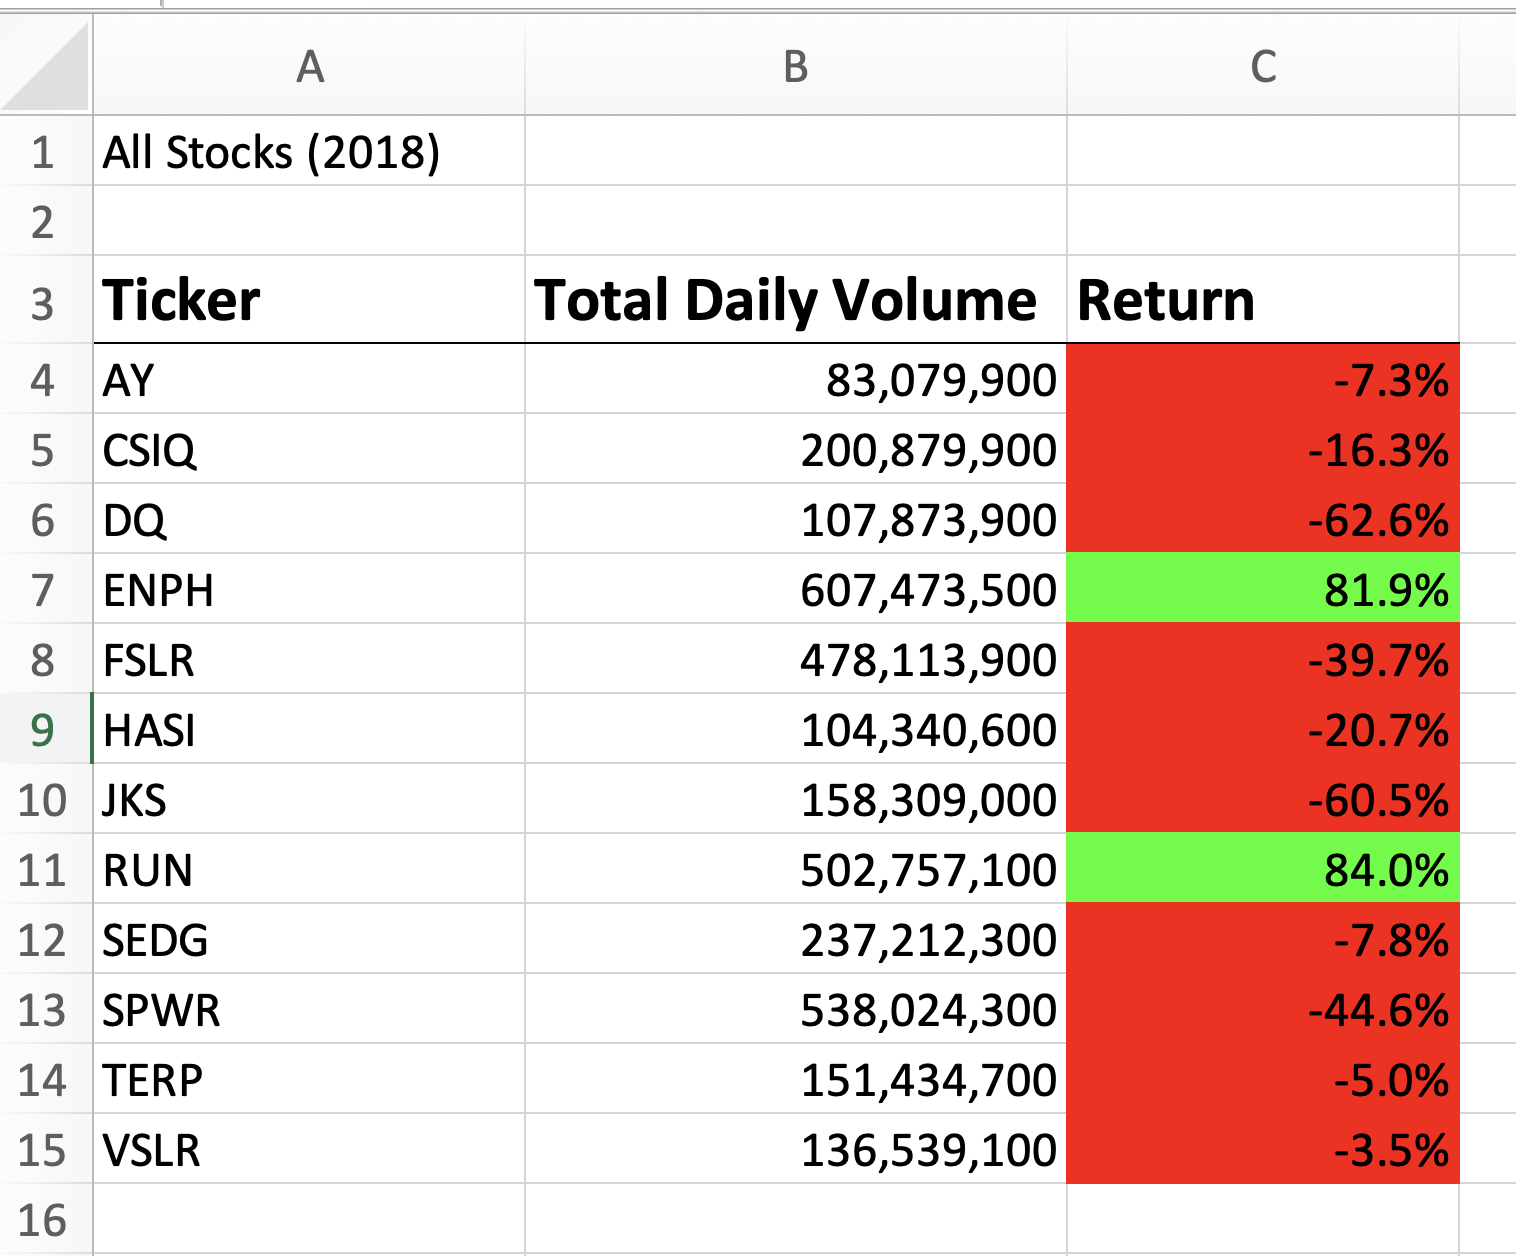 A B C
1 All Stocks (2018)
2
3 Ticker Total Daily Volume Return
4 AY 83,079,900 -7.3%
5 CSIQ 200,879,900 -16.3%
6 DQ 107,873,900 -62.6%
7 ENPH 607,473,500 81.9%
8 FSLR 478,113,900 -39.7%
9 HASI 104,340,600 -20.7%
10 JKS 158,309,000 -60.5%
11 RUN 502,757,100 84.0%
12 SEDG 237,212,300 -7.8%
13 SPWR 538,024,300 -44.6%
14 TERP 151,434,700 -5.0%
15 VSLR 136,539,100 -3.5%
16